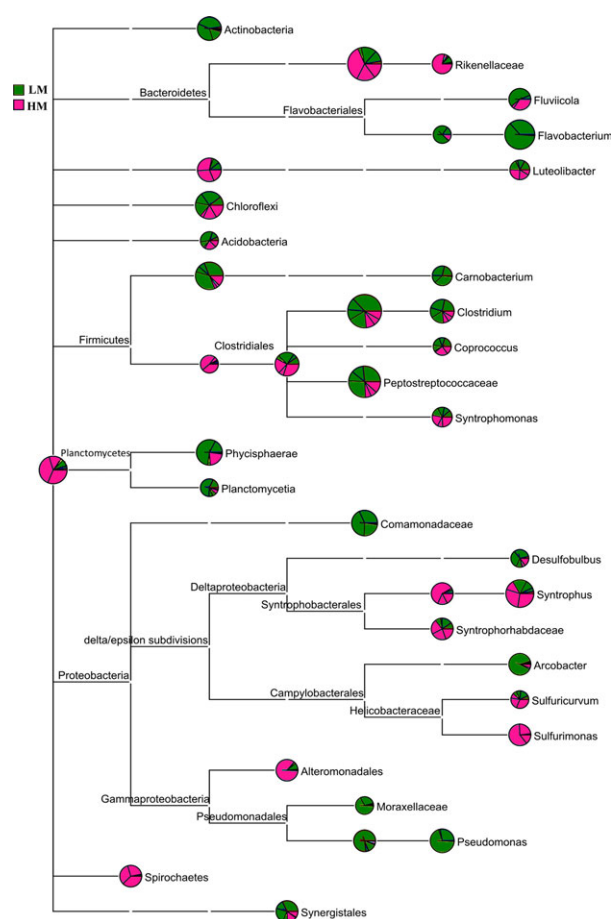 Actinobacteria
LM
HM
Rikenellaceae
Bacteroidetes
Fluviicola
Flavobacteriales
Flavobacterium
Luteolibacter
Chloroflexi
Acidobacteria
Carnobacterium
Clostridium
Firmicutes
Clostridiales
Coprococcus
Peptostreptococcaceae
Syntrophomonas
Planctomycetes
Phycisphaerae
Planctomycetia
Comamonadaceae
Desulfobulbus
Deltaproteobacteria
Syntrophus
Syntrophobacterales
Syntrophorhabdaceae
delta/epsilon subdivisions
Arcobacter
Proteobacteria
Campylobacterales
Sulfuricurvum
Helicobacteraceae
Sulfurimonas
Alteromonadales
Gammaproteobacteria
Moraxellaceae
Pseudomonadales
Pseudomonas
Spirochaetes
Synergistales